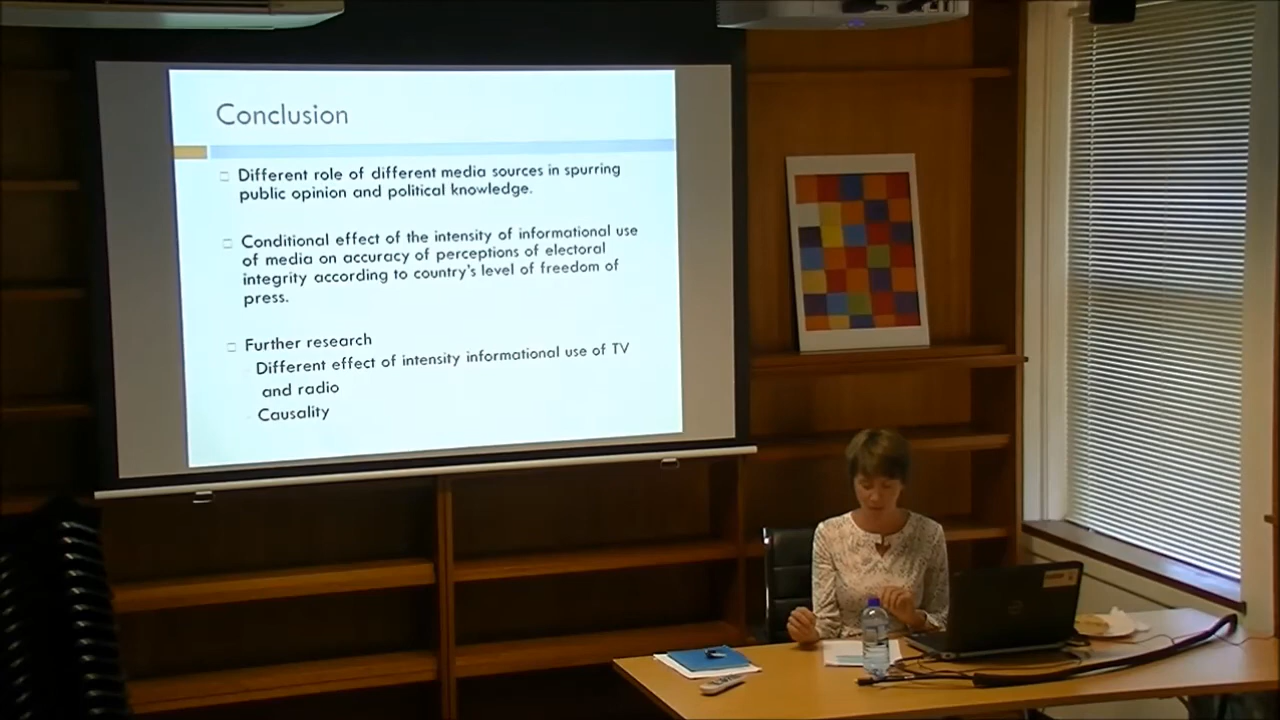 Conclusion
Different role of different media sources in spurring
public opinion and political knowledge.
Conditional effect of the intensity of informational use
of media on accuracy of perceptions of electoral
integrity according to country's level of freedom of
press.
Further research
Different effect of intensity informational use of TV
and radio
Causality